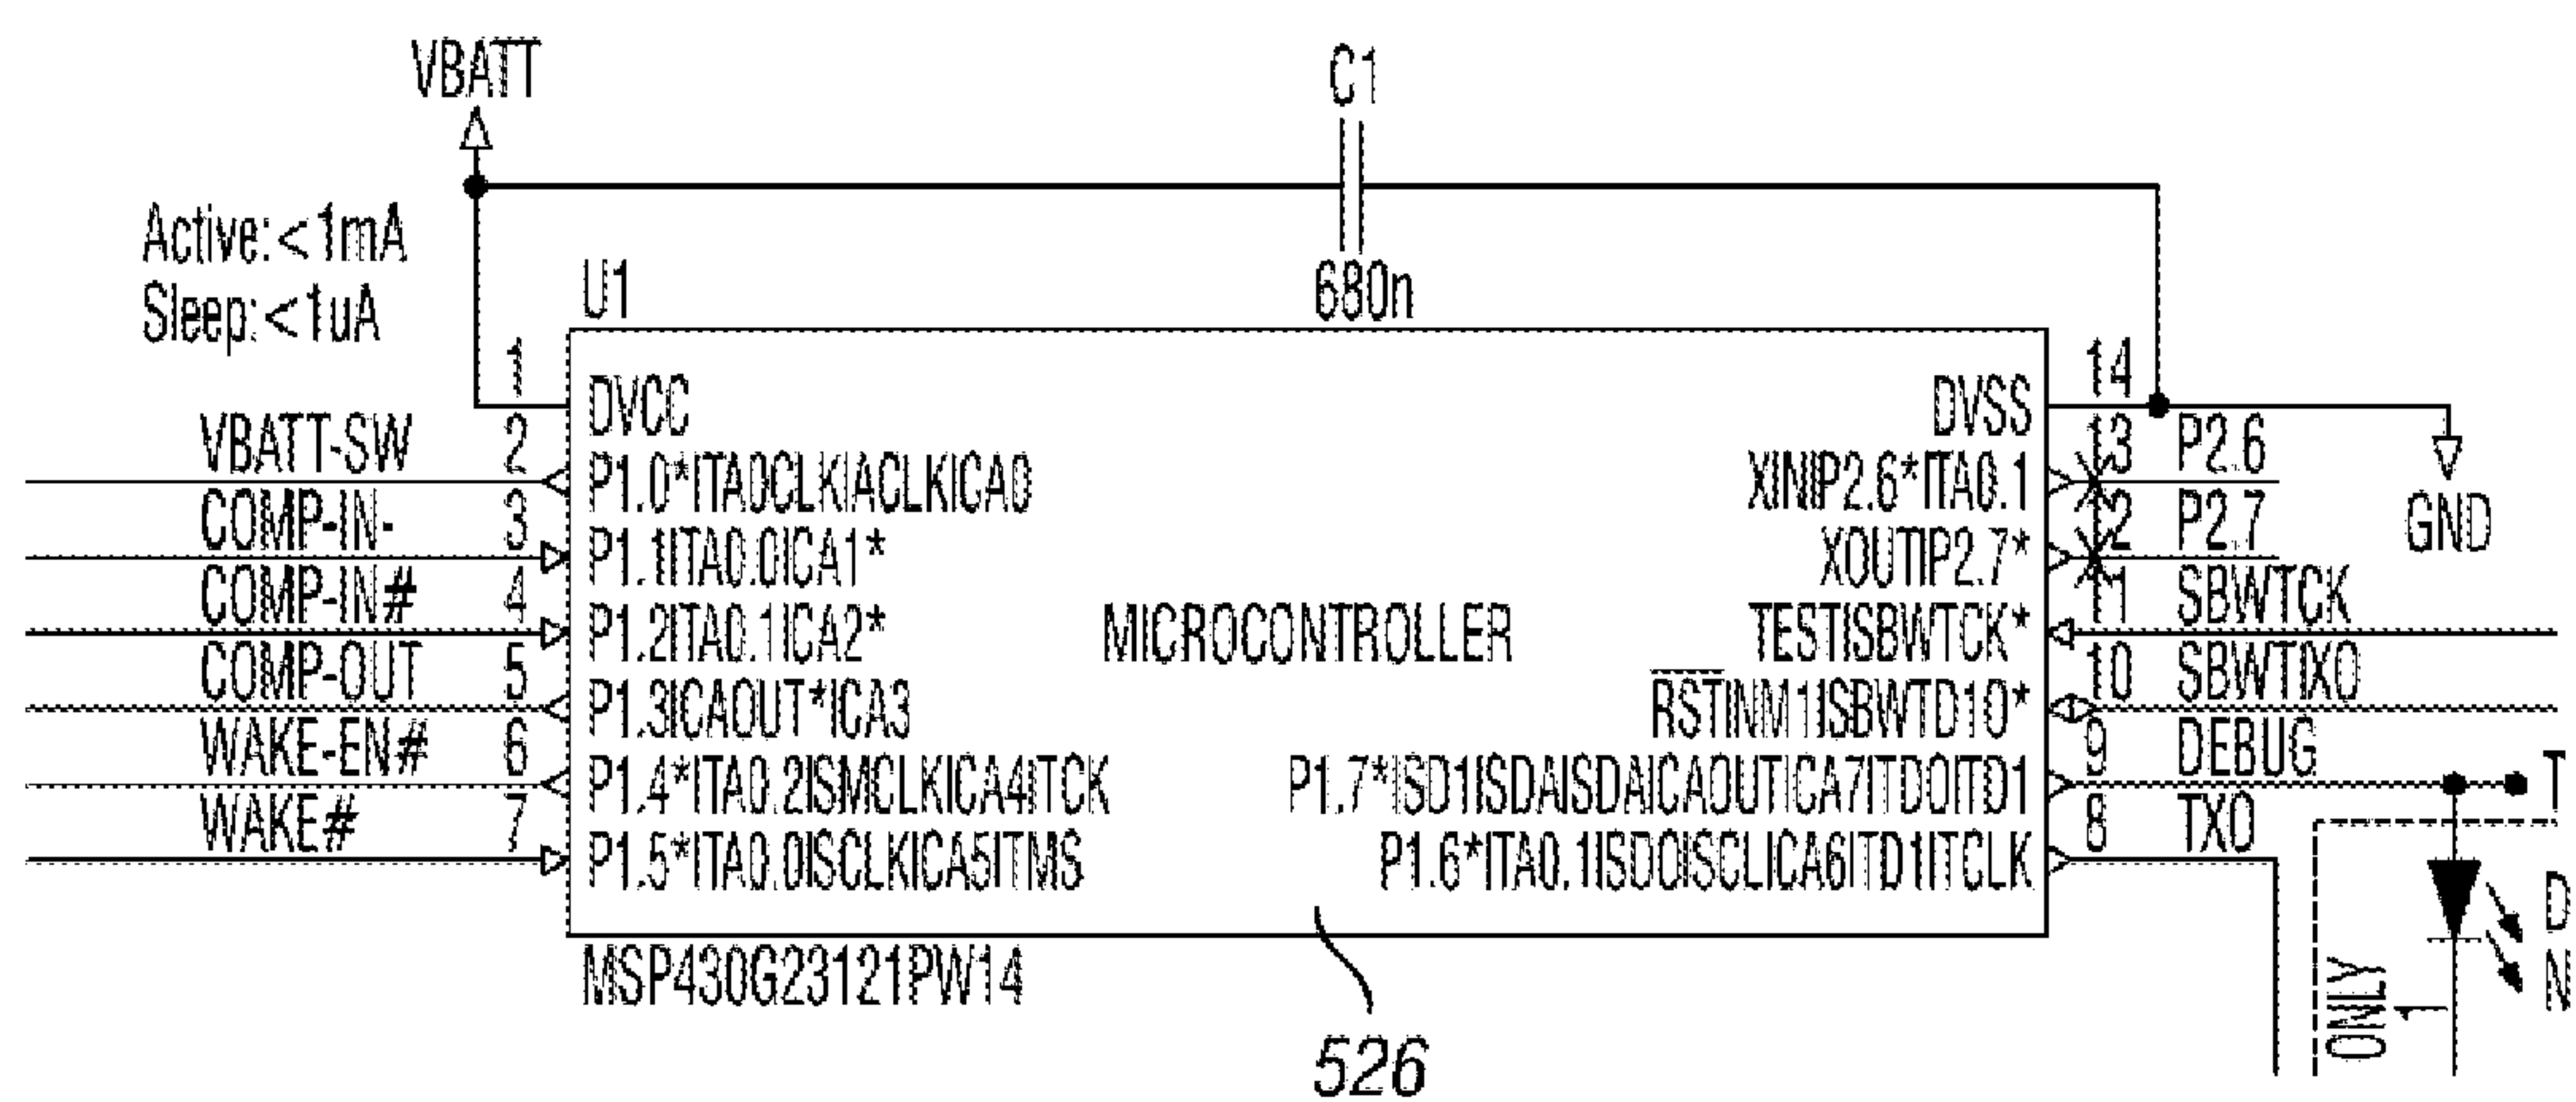 VBATT
C1
680n
Active:<1mA
Sleep:<1uA
U1
1
DVCC
VBATT-SW 2 P1.0*ITA0CLKIACLKICA0
COMP-IN- 3 P1.1ITA0.0ICA1*
COMP-IN# 4 P1.2ITA0.1ICA2*
COMP-OUT 5 P1.3ICAOUT*ICA3
WAKE-EN# 6 P1.4*ITA0.2ISMCLKICA4ITCK
WAKE# 7 P1.5*ITA0.0ISCLKICA5ITMS
MICROCONTROLLER
DVSS 14
XINIP2.6*ITA0.1 13 P2.6
XOUTIP2.7* 12 P2.7
TESTISBWTCK* 11 SBWTCK
RSTINM1ISBWTD1O* 10 SBWTIXO
P1.7*ISD1ISDAISDAICAOUTICA7ITDOITD1 9 DEBUG
P1.6*ITA0.1ISDOISCLICA6ITD1ITCLK 8 TXO
GND
T
D
N
ONLY
1
MSP430G23121PW14
526